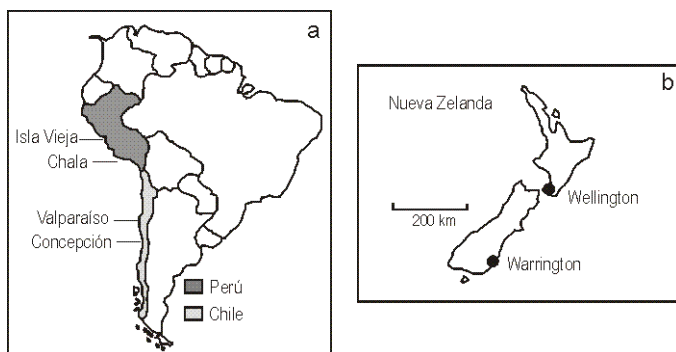 a
Isla Vieja
Chala
Valparaíso
Concepción
Perú
Chile
b
Nueva Zelanda
Wellington
200 km
Warrington